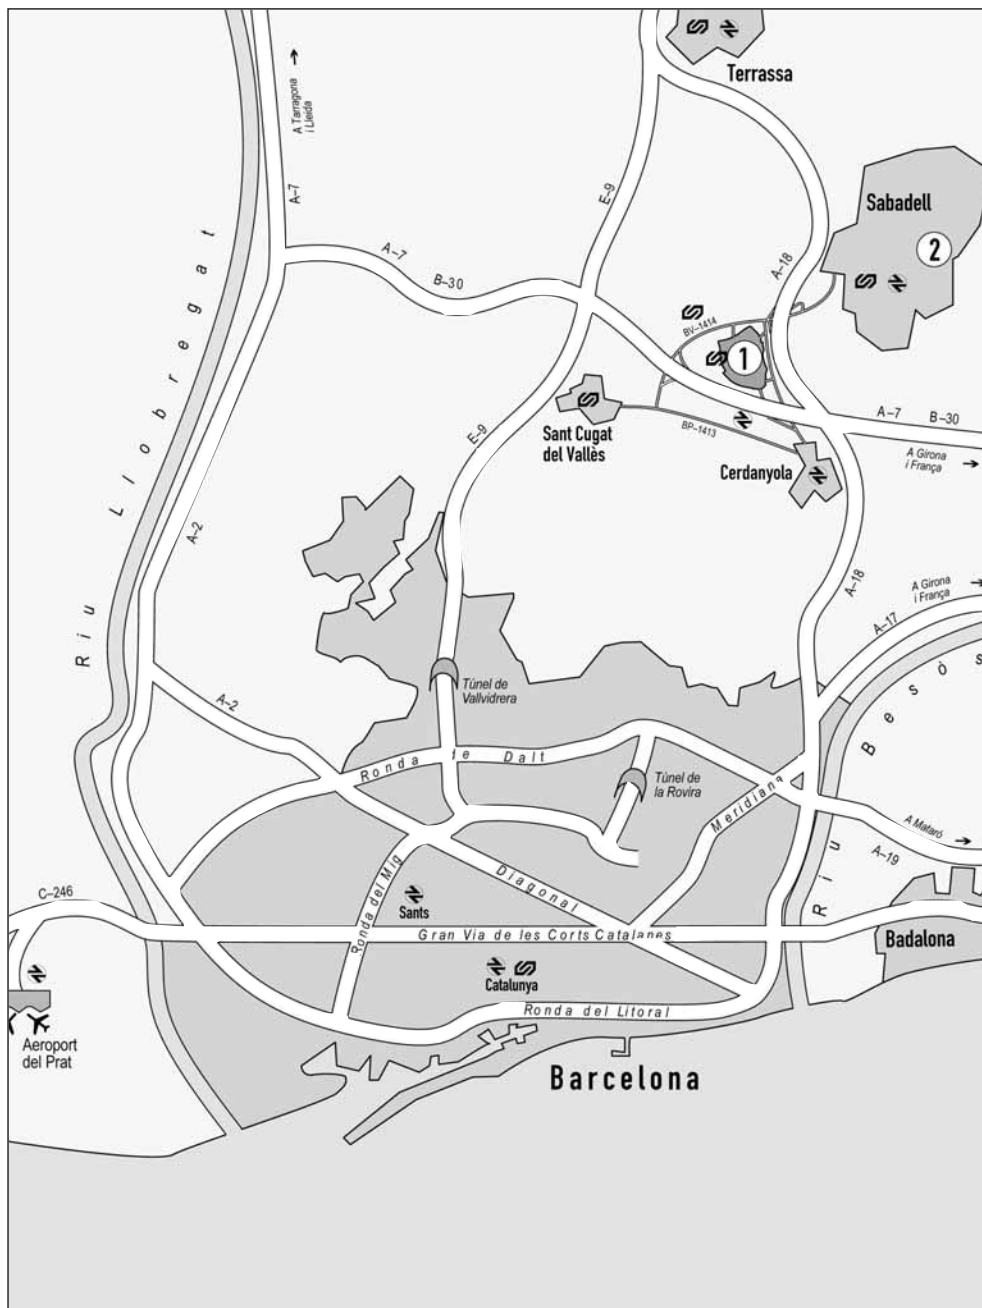 Terrassa
A Tarragona
i Lleida
A–7
E–9
Sabadell
2
A–7
B–30
A–18
BV–1414
1
Riu Llobregat
E–9
Sant Cugat
del Vallès
BP–1413
Cerdanyola
A–7
B–30
A Girona
i França
A–2
A–18
A Girona
i França
A–17
Riu Besòs
Túnel de
Vallvidrera
A–2
Ronda de Dalt
Túnel de
la Rovira
Meridiana
A Mataró
A–19
C–246
Ronda del Mig
Sants
Diagonal
Gran Via de les Corts Catalanes
Badalona
Catalunya
Ronda del Litoral
Aeroport
del Prat
Barcelona